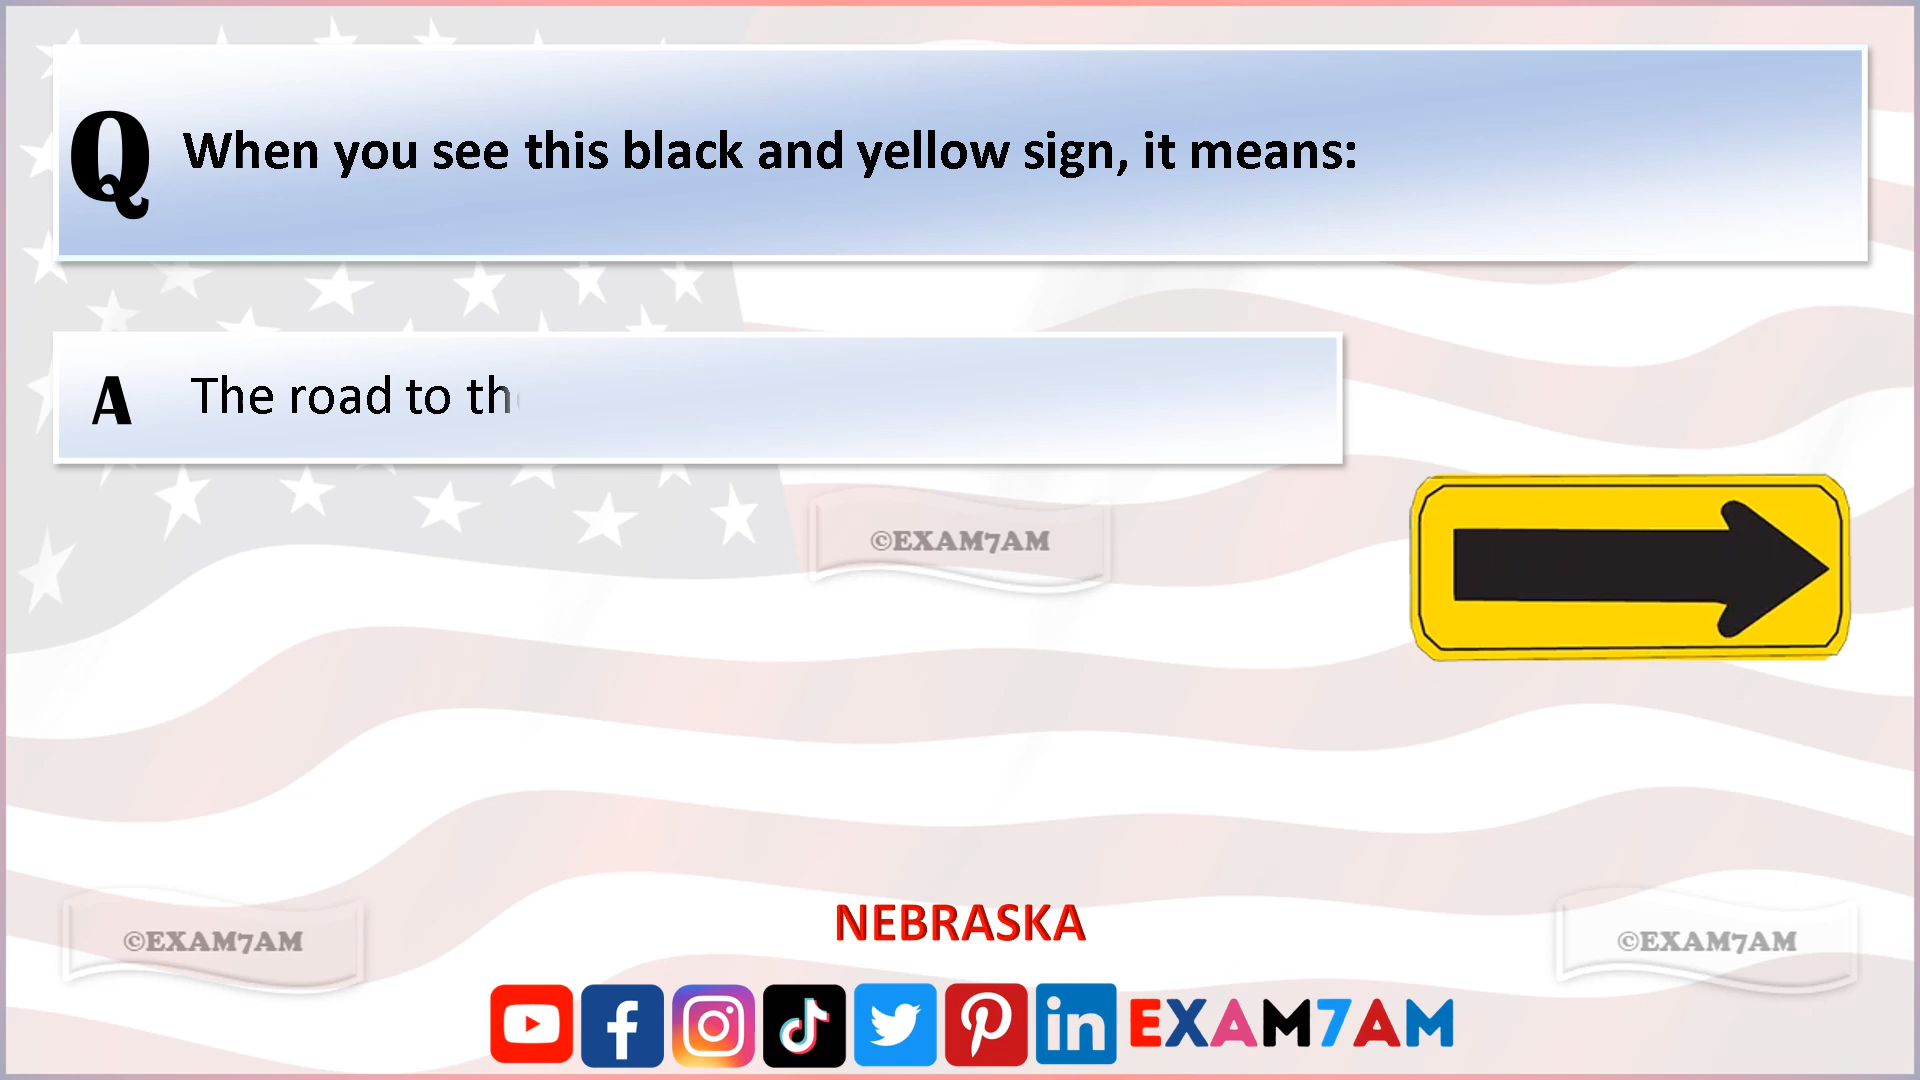 Q When you see this black and yellow sign, it means:
A The road to th
©EXAM7AM
NEBRASKA
©EXAM7AM
©EXAM7AM
in EXAM7AM